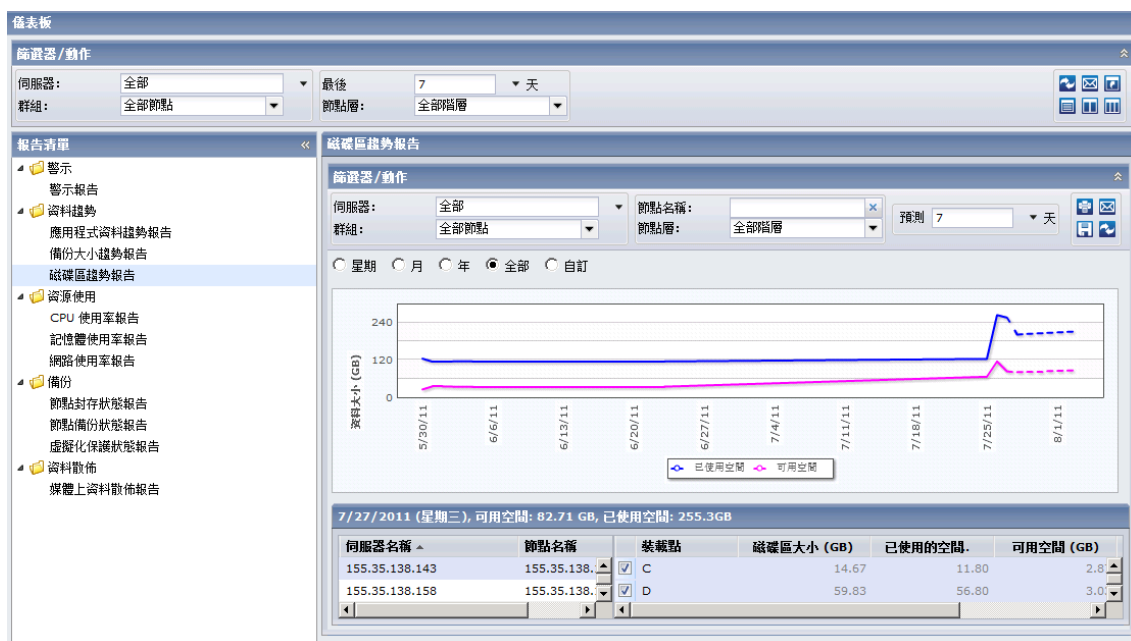 儀表板
篩選器/動作
伺服器: 全部 最後 7 天
群組: 全部節點 節點層: 全部階層
報告清單
警示
警示報告
資料趨勢
應用程式資料趨勢報告
備份大小趨勢報告
磁碟區趨勢報告
資源使用
CPU 使用率報告
記憶體使用率報告
網路使用率報告
備份
節點封存狀態報告
節點備份狀態報告
虛擬化保護狀態報告
資料散佈
媒體上資料散佈報告
磁碟區趨勢報告
篩選器/動作
伺服器: 全部 節點名稱: 預測 7 天
群組: 全部節點 節點層: 全部階層
星期 月 年 全部 自訂
資料大小 (GB)
240
120
0
5/30/11 6/6/11 6/13/11 6/20/11 6/27/11 7/4/11 7/11/11 7/18/11 7/25/11 8/1/11
已使用空間 可用空間
7/27/2011 (星期三), 可用空間: 82.71 GB, 已使用空間: 255.3GB
伺服器名稱 節點名稱 裝載點 磁碟區大小 (GB) 已使用的空間. 可用空間 (GB)
155.35.138.143 155.35.138. C 14.67 11.80 2.8
155.35.138.158 155.35.138. D 59.83 56.80 3.0